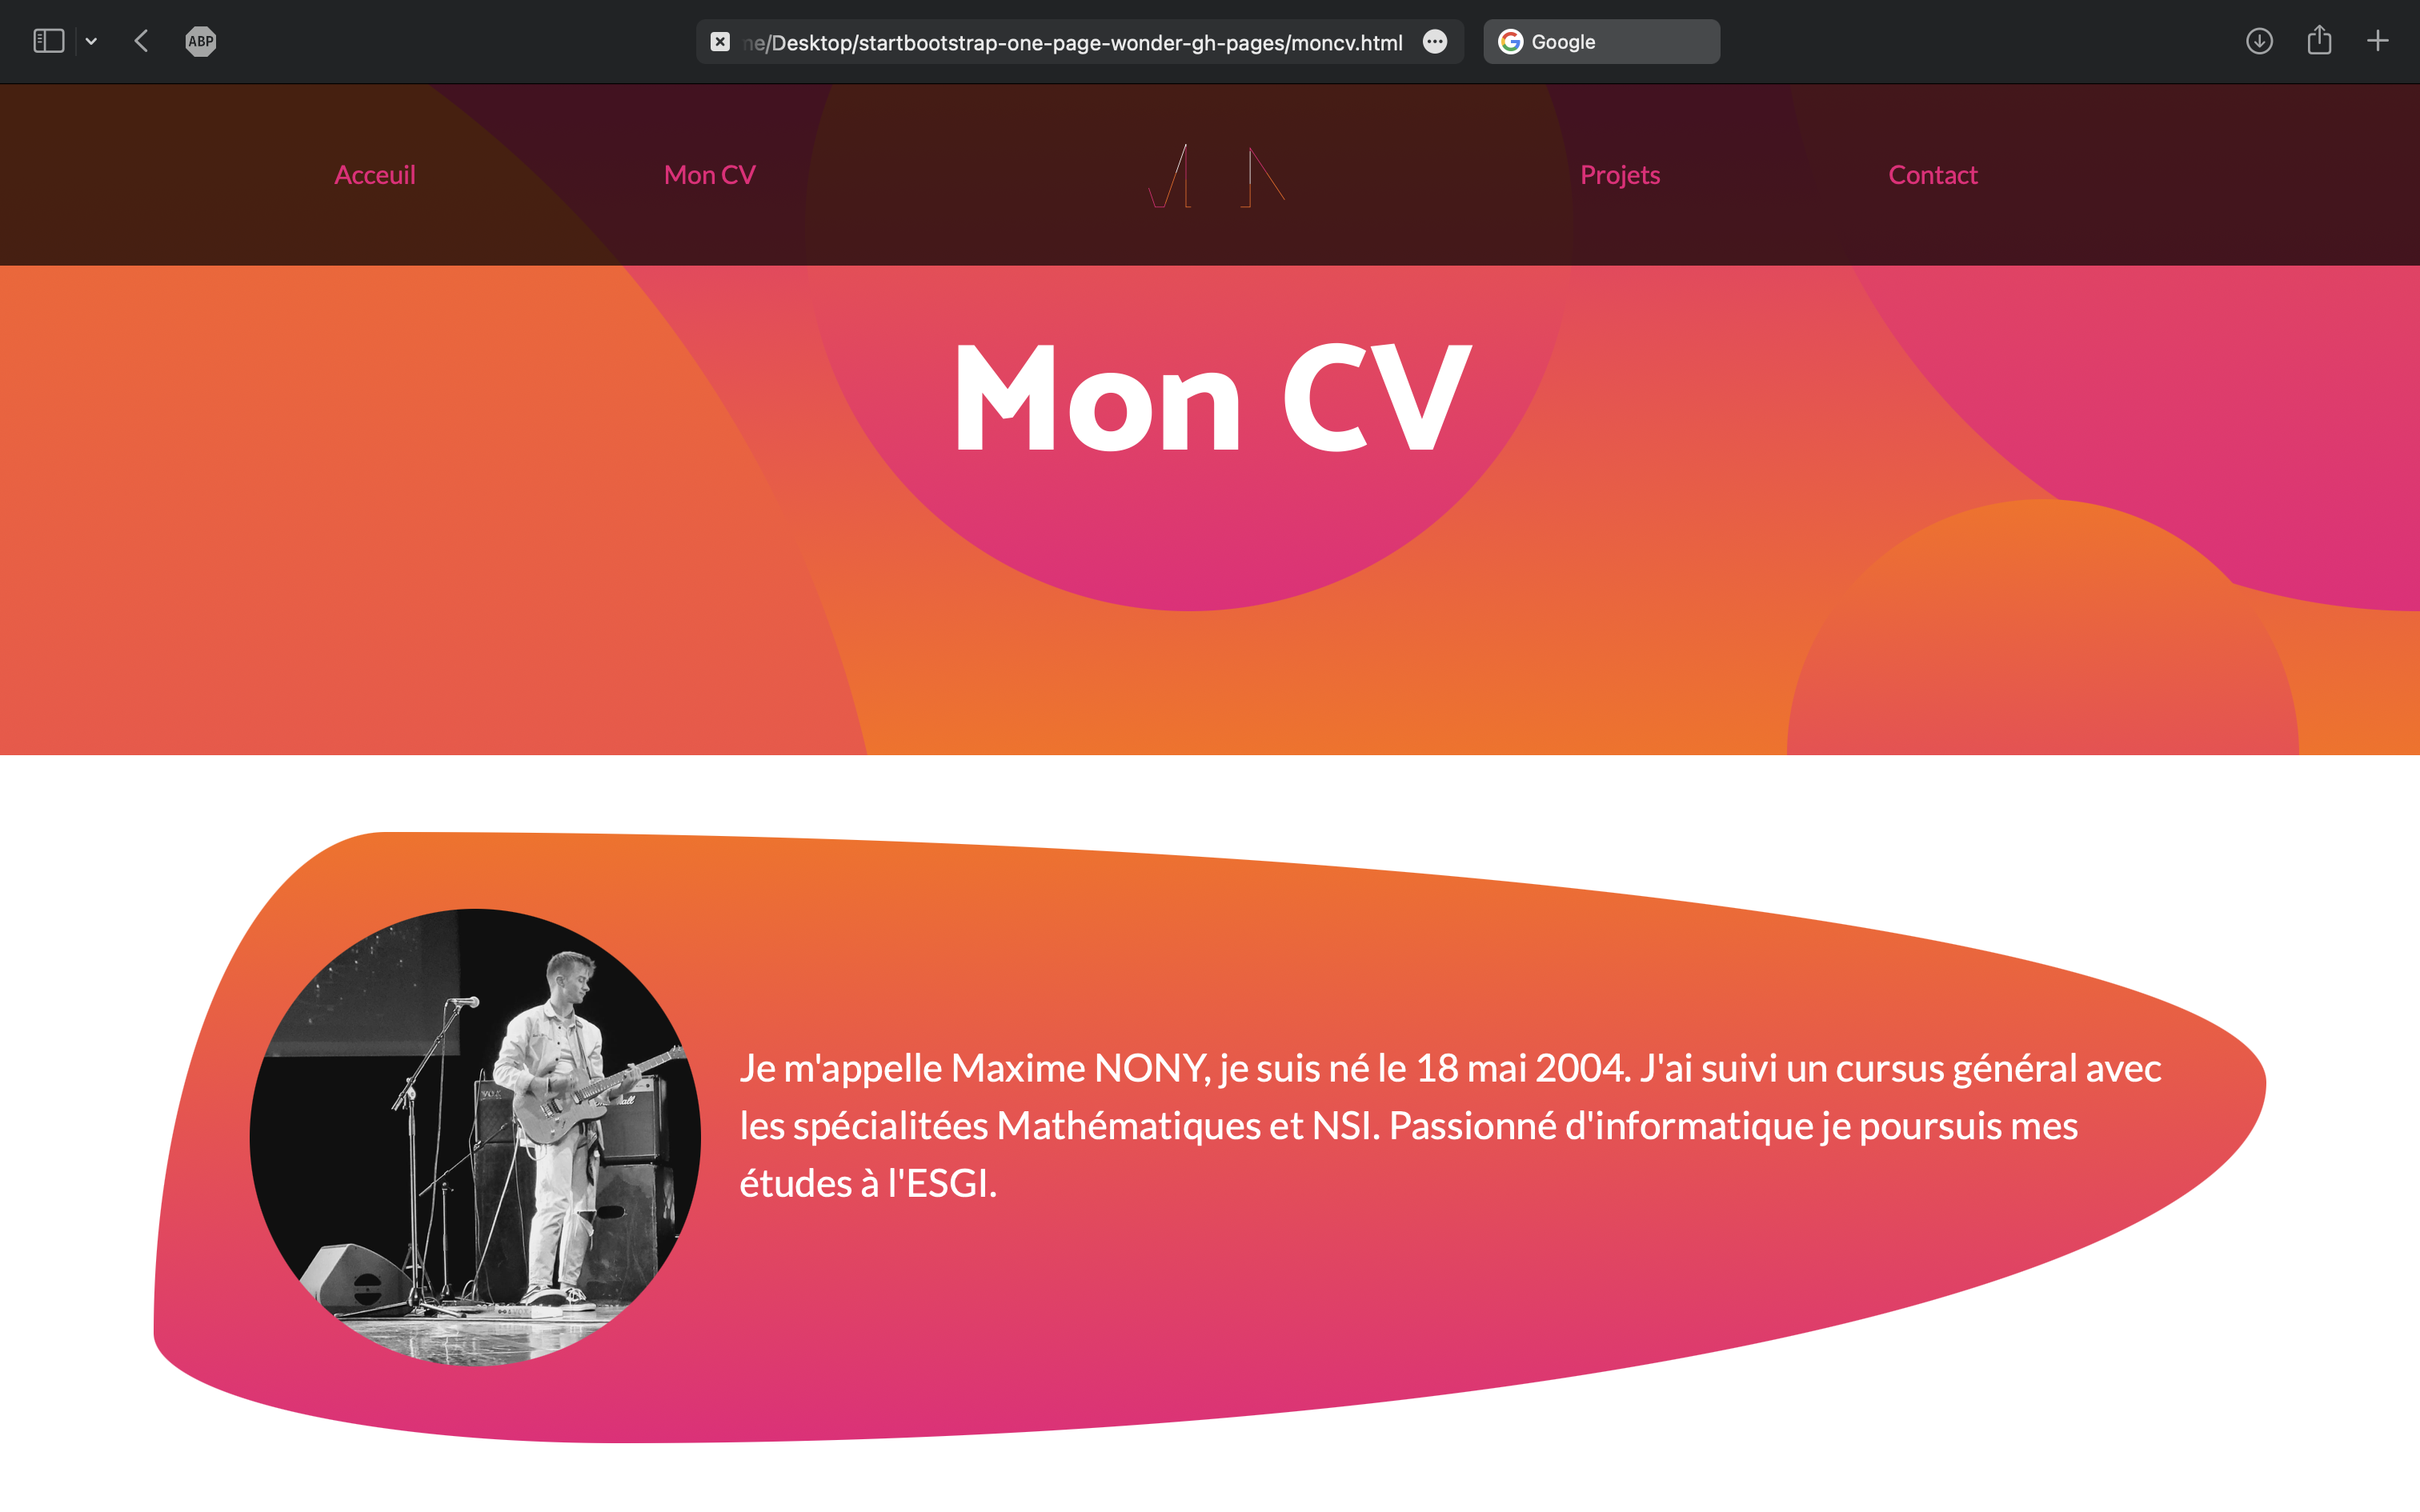 ABP
ne/Desktop/startbootstrap-one-page-wonder-gh-pages/moncv.html
Google
Acceuil
Mon CV
Projets
Contact
Mon CV
VOX
Je m'appelle Maxime NONY, je suis né le 18 mai 2004. J'ai suivi un cursus général avec
les spécialitées Mathématiques et NSI. Passionné d'informatique je poursuis mes
études à l'ESGI.